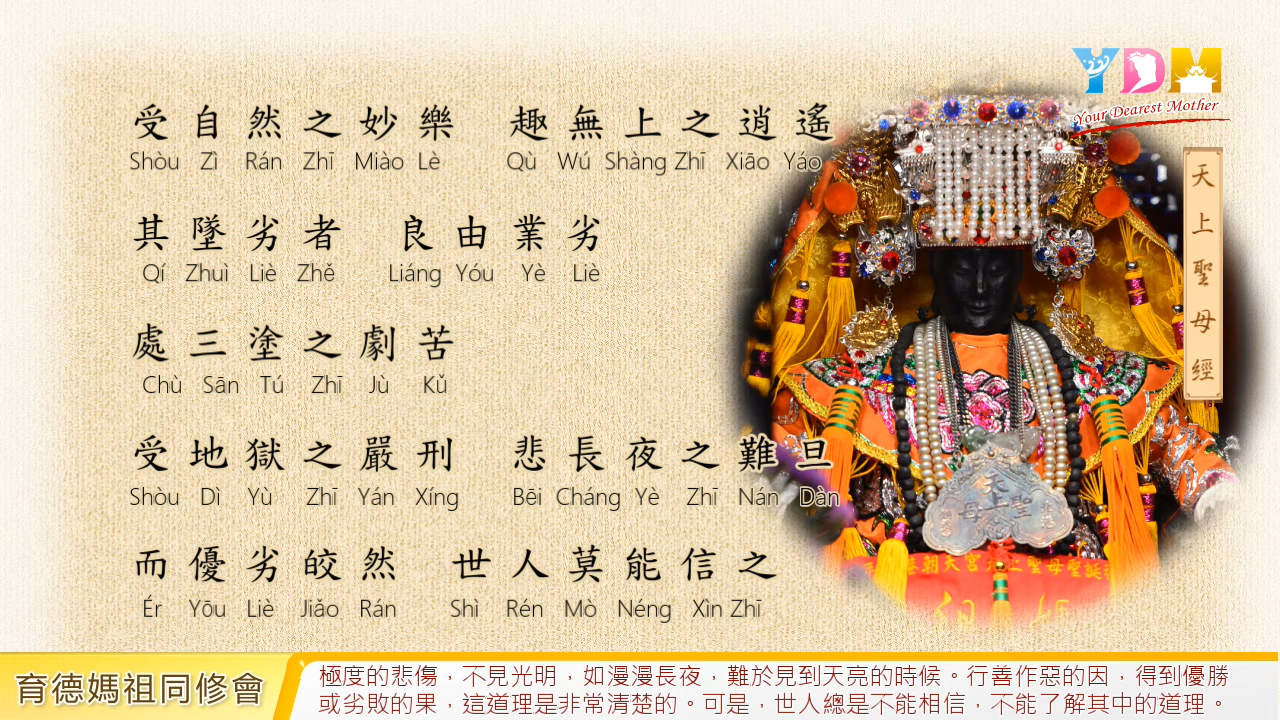 YDM
Your Dearest Mother
天上聖母經
受自然之妙樂 趣無上之逍遙
Shòu Zì Rán Zhī Miào Lè Qù Wú Shàng Zhī Xiāo Yáo
其墜劣者 良由業劣
Qí Zhuì Liè Zhě Liáng Yóu Yè Liè
處三塗之劇苦
Chù Sān Tú Zhī Jù Kǔ
受地獄之嚴刑 悲長夜之難旦
Shòu Dì Yù Zhī Yán Xíng Bēi Cháng Yè Zhī Nán Dàn
而優劣皎然 世人莫能信之
Ér Yōu Liè Jiǎo Rán Shì Rén Mò Néng Xìn Zhī
天上聖母
育德媽祖同修會
極度的悲傷，不見光明，如漫漫長夜，難於見到天亮的時候。行善作惡的因，得到優勝
或劣敗的果，這道理是非常清楚的。可是，世人總是不能相信，不能了解其中的道理。